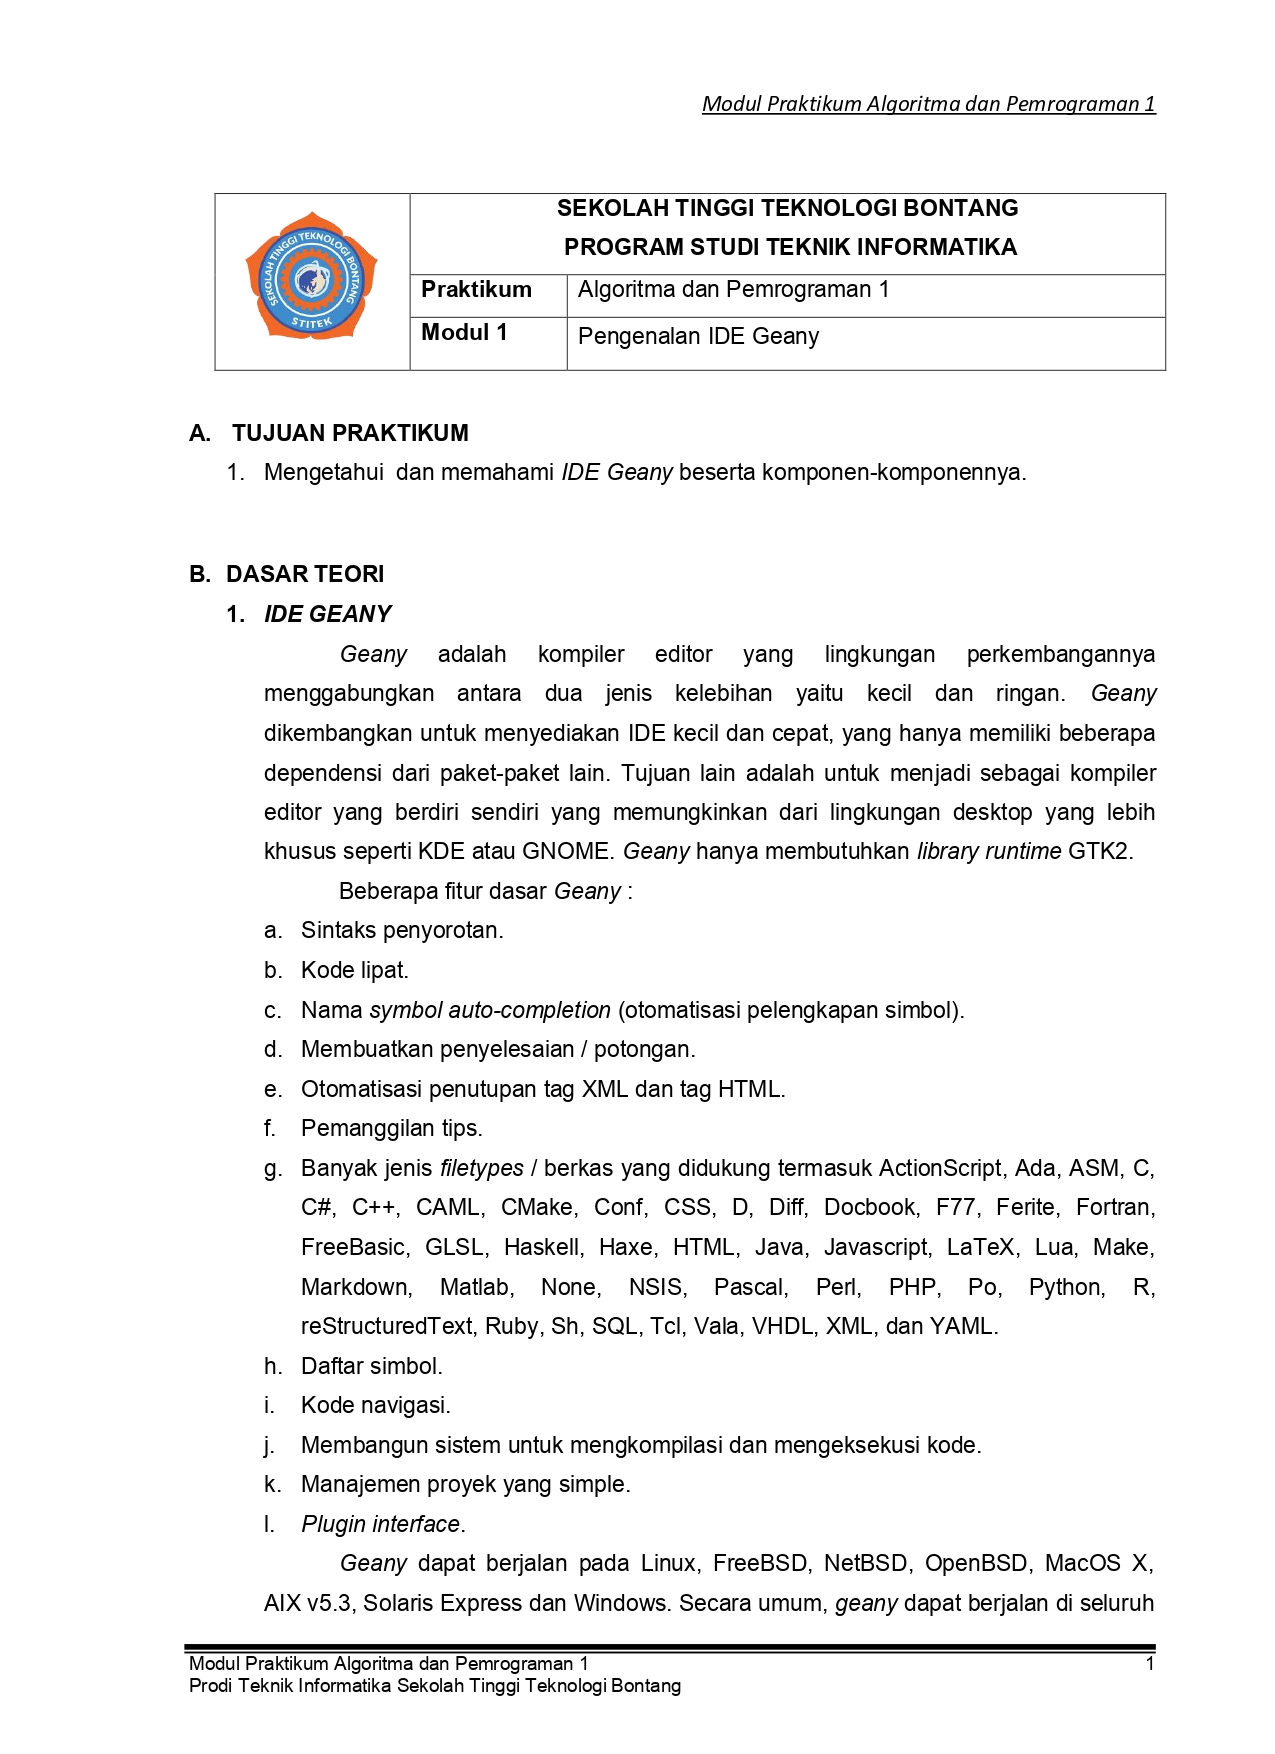 Modul Praktikum Algoritma dan Pemrograman 1
SEKOLAH TINGGI TEKNOLOGI BONTANG
STITEK
SEKOLAH TINGGI TEKNOLOGI BONTANG
PROGRAM STUDI TEKNIK INFORMATIKA
Praktikum
Algoritma dan Pemrograman 1
Modul 1
Pengenalan IDE Geany
A. TUJUAN PRAKTIKUM
1. Mengetahui dan memahami IDE Geany beserta komponen-komponennya.
B. DASAR TEORI
1. IDE GEANY
Geany adalah kompiler editor yang lingkungan perkembangannya
menggabungkan antara dua jenis kelebihan yaitu kecil dan ringan. Geany
dikembangkan untuk menyediakan IDE kecil dan cepat, yang hanya memiliki beberapa
dependensi dari paket-paket lain. Tujuan lain adalah untuk menjadi sebagai kompiler
editor yang berdiri sendiri yang memungkinkan dari lingkungan desktop yang lebih
khusus seperti KDE atau GNOME. Geany hanya membutuhkan library runtime GTK2.
Beberapa fitur dasar Geany :
a. Sintaks penyorotan.
b. Kode lipat.
c. Nama symbol auto-completion (otomatisasi pelengkapan simbol).
d. Membuatkan penyelesaian / potongan.
e. Otomatisasi penutupan tag XML dan tag HTML.
f. Pemanggilan tips.
g. Banyak jenis filetypes / berkas yang didukung termasuk ActionScript, Ada, ASM, C,
C#, C++, CAML, CMake, Conf, CSS, D, Diff, Docbook, F77, Ferite, Fortran,
FreeBasic, GLSL, Haskell, Haxe, HTML, Java, Javascript, LaTeX, Lua, Make,
Markdown, Matlab, None, NSIS, Pascal, Perl, PHP, Po, Python, R,
reStructuredText, Ruby, Sh, SQL, Tcl, Vala, VHDL, XML, dan YAML.
h. Daftar simbol.
i. Kode navigasi.
j. Membangun sistem untuk mengkompilasi dan mengeksekusi kode.
k. Manajemen proyek yang simple.
l. Plugin interface.
Geany dapat berjalan pada Linux, FreeBSD, NetBSD, OpenBSD, MacOS X,
AIX v5.3, Solaris Express dan Windows. Secara umum, geany dapat berjalan di seluruh
Modul Praktikum Algoritma dan Pemrograman 1 1
Prodi Teknik Informatika Sekolah Tinggi Teknologi Bontang